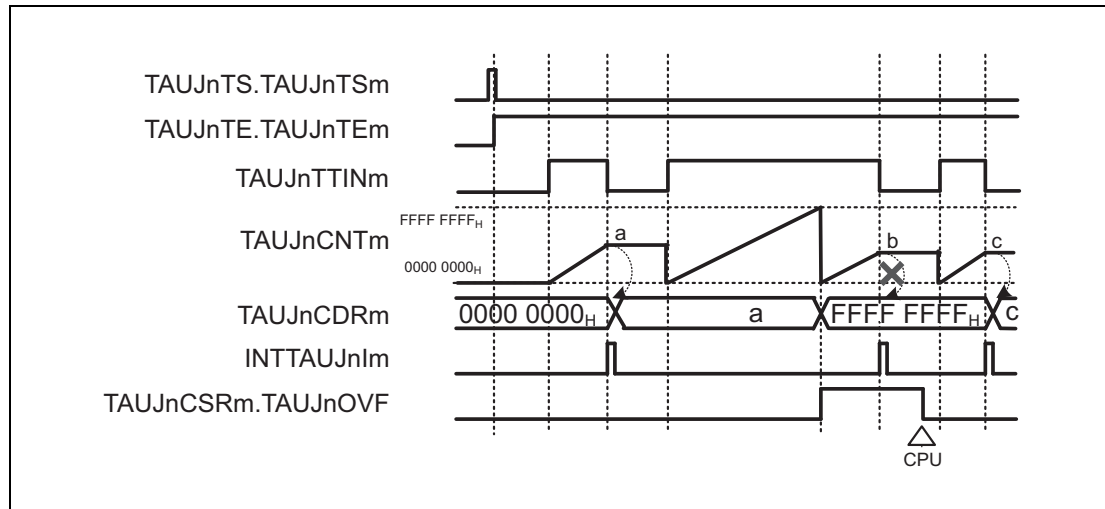 TAUJnTS.TAUJnTSm
TAUJnTE.TAUJnTEm
TAUJnTTINm
FFFF FFFFH
TAUJnCNTm
0000 0000H
a
b
c
TAUJnCDRm
0000 0000H
a
FFFF FFFFH
c
INTTAUJnIm
TAUJnCSRm.TAUJnOVF
CPU